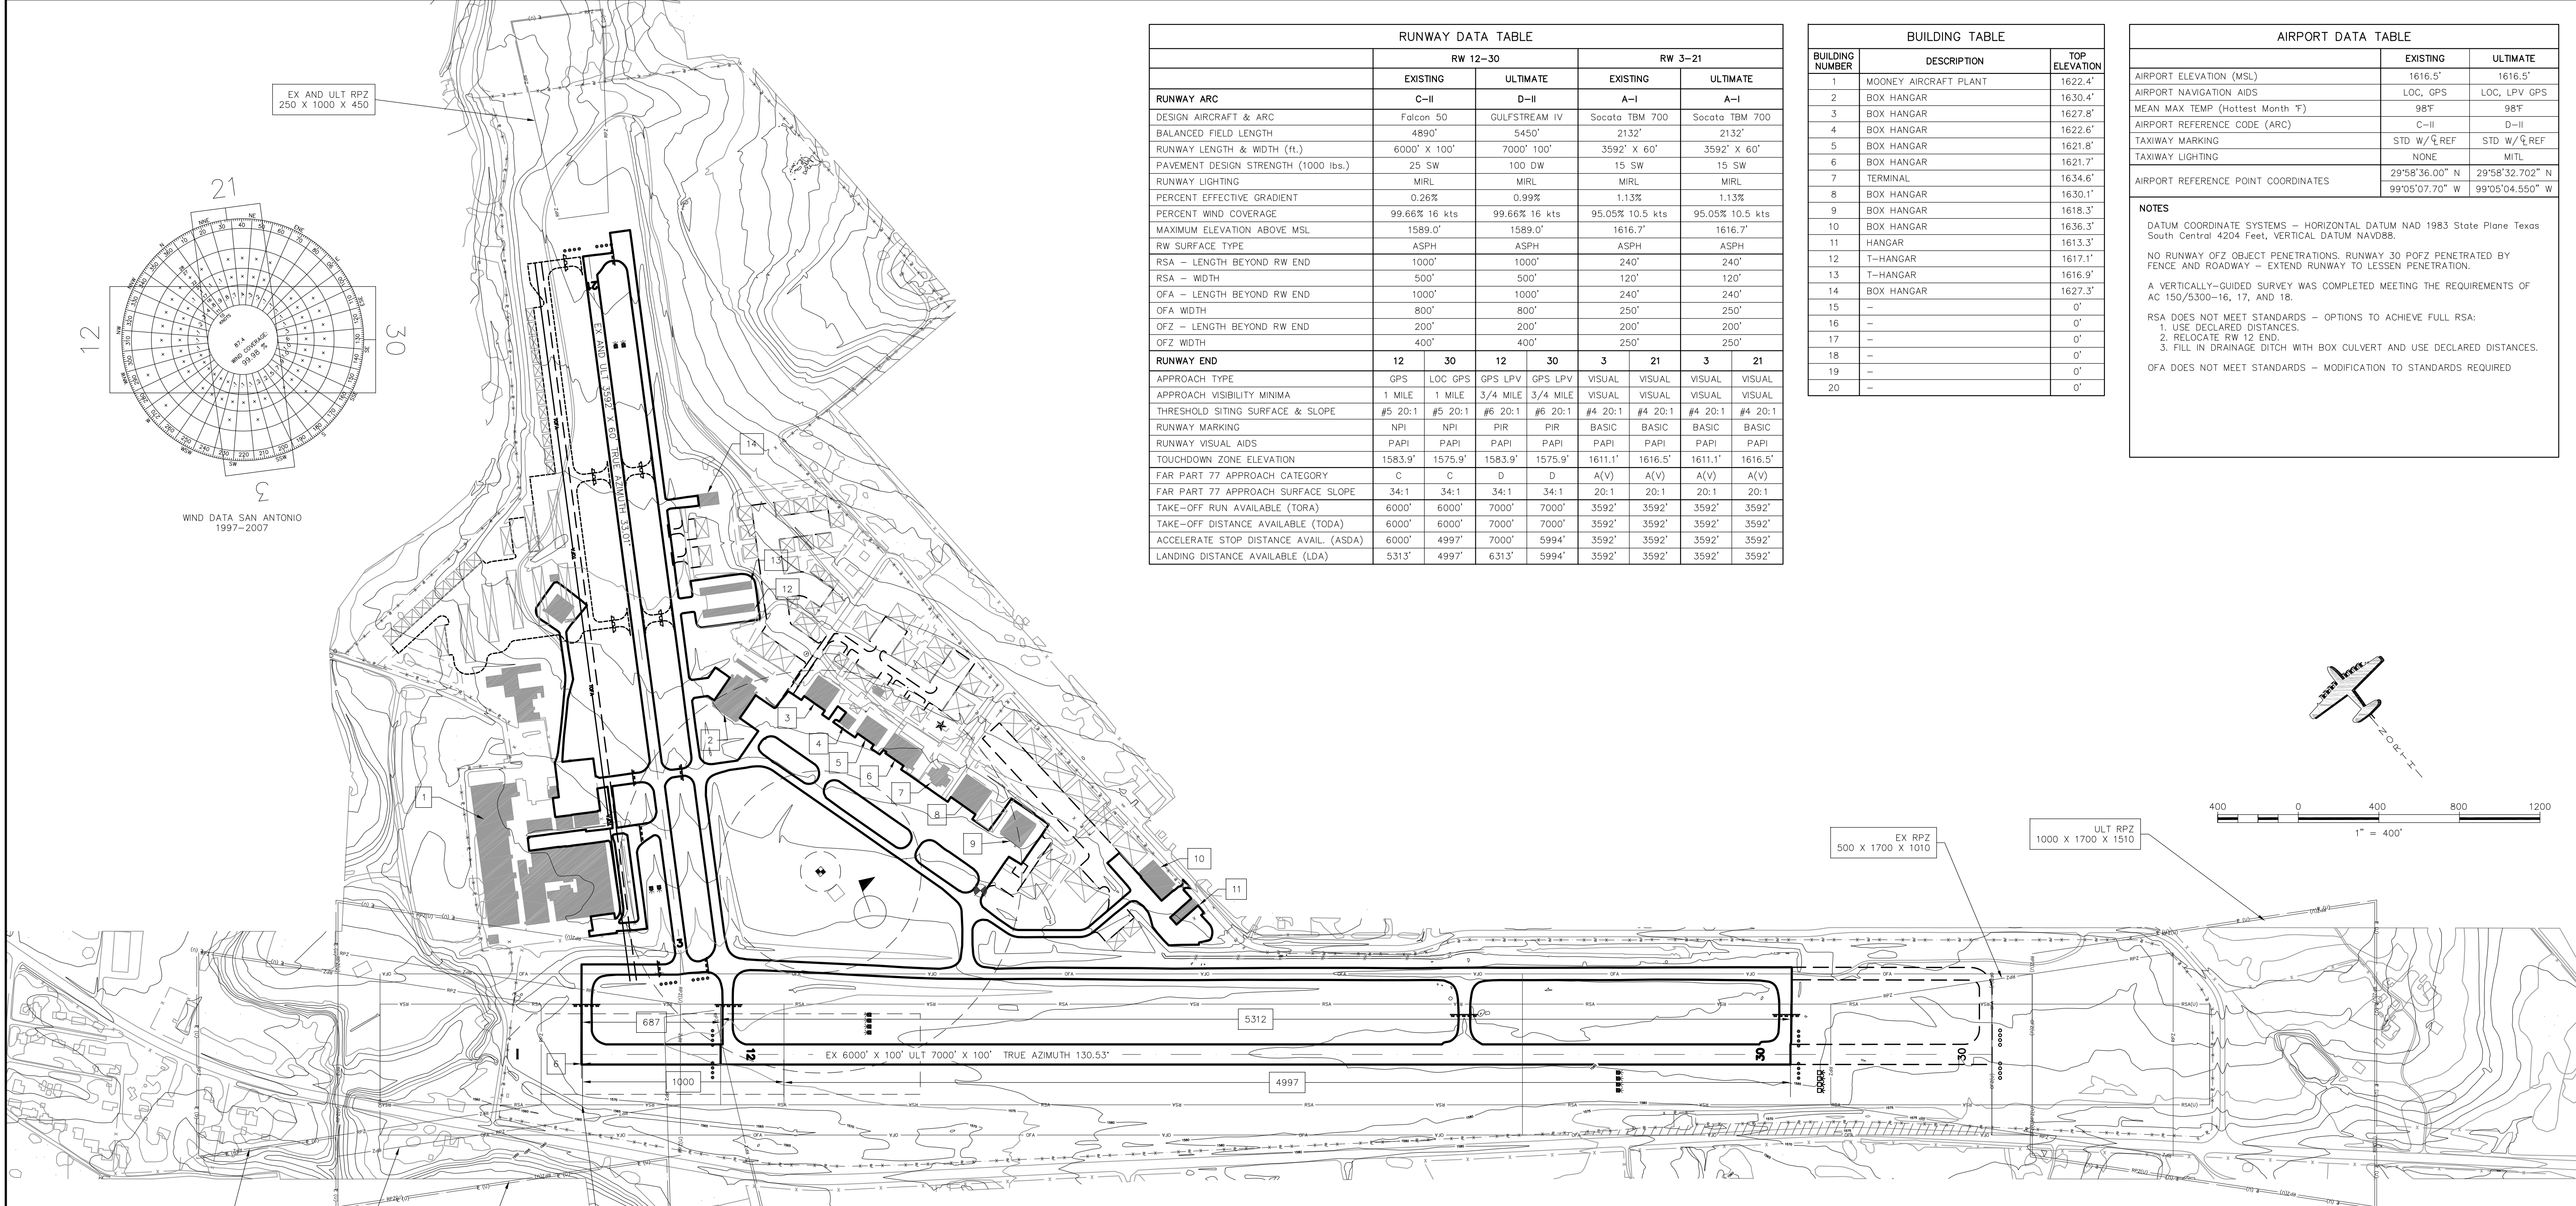 RUNWAY DATA TABLE
RW 12-30 RW 3-21
EXISTING ULTIMATE EXISTING ULTIMATE
RUNWAY ARC C-II D-II A-I A-I
DESIGN AIRCRAFT & ARC Falcon 50 GULFSTREAM IV Socata TBM 700 Socata TBM 700
BALANCED FIELD LENGTH 4890' 5450' 2132' 2132'
RUNWAY LENGTH & WIDTH (ft.) 6000' X 100' 7000' 100' 3592' X 60' 3592' X 60'
PAVEMENT DESIGN STRENGTH (1000 lbs.) 25 SW 100 DW 15 SW 15 SW
RUNWAY LIGHTING MIRL MIRL MIRL MIRL
PERCENT EFFECTIVE GRADIENT 0.26% 0.99% 1.13% 1.13%
PERCENT WIND COVERAGE 99.66% 16 kts 99.66% 16 kts 95.05% 10.5 kts 95.05% 10.5 kts
MAXIMUM ELEVATION ABOVE MSL 1589.0' 1589.0' 1616.7' 1616.7'
RW SURFACE TYPE ASPH ASPH ASPH ASPH
RSA - LENGTH BEYOND RW END 1000' 1000' 240' 240'
RSA - WIDTH 500' 500' 120' 120'
OFA - LENGTH BEYOND RW END 1000' 1000' 240' 240'
OFA WIDTH 800' 800' 250' 250'
OFZ - LENGTH BEYOND RW END 200' 200' 200' 200'
OFZ WIDTH 400' 400' 250' 250'
RUNWAY END 12 30 12 30 3 21 3 21
APPROACH TYPE GPS LOC GPS GPS LPV GPS LPV VISUAL VISUAL VISUAL VISUAL
APPROACH VISIBILITY MINIMA 1 MILE 1 MILE 3/4 MILE 3/4 MILE VISUAL VISUAL VISUAL VISUAL
THRESHOLD SITING SURFACE & SLOPE #5 20:1 #5 20:1 #6 20:1 #6 20:1 #4 20:1 #4 20:1 #4 20:1 #4 20:1
RUNWAY MARKING NPI NPI PIR PIR BASIC BASIC BASIC BASIC
RUNWAY VISUAL AIDS PAPI PAPI PAPI PAPI PAPI PAPI PAPI PAPI
TOUCHDOWN ZONE ELEVATION 1583.9' 1575.9' 1583.9' 1575.9' 1611.1' 1616.5' 1611.1' 1616.5'
FAR PART 77 APPROACH CATEGORY C C D D A(V) A(V) A(V) A(V)
FAR PART 77 APPROACH SURFACE SLOPE 34:1 34:1 34:1 34:1 20:1 20:1 20:1 20:1
TAKE-OFF RUN AVAILABLE (TORA) 6000' 6000' 7000' 7000' 3592' 3592' 3592' 3592'
TAKE-OFF DISTANCE AVAILABLE (TODA) 6000' 6000' 7000' 7000' 3592' 3592' 3592' 3592'
ACCELERATE STOP DISTANCE AVAIL. (ASDA) 6000' 4997' 7000' 5994' 3592' 3592' 3592' 3592'
LANDING DISTANCE AVAILABLE (LDA) 5313' 4997' 6313' 5994' 3592' 3592' 3592' 3592'
BUILDING TABLE
BUILDING NUMBER DESCRIPTION TOP ELEVATION
1 MOONEY AIRCRAFT PLANT 1622.4'
2 BOX HANGAR 1630.4'
3 BOX HANGAR 1627.8'
4 BOX HANGAR 1622.6'
5 BOX HANGAR 1621.8'
6 BOX HANGAR 1621.7'
7 TERMINAL 1634.6'
8 BOX HANGAR 1630.1'
9 BOX HANGAR 1618.3'
10 BOX HANGAR 1636.3'
11 HANGAR 1613.3'
12 T-HANGAR 1617.1'
13 T-HANGAR 1616.9'
14 BOX HANGAR 1627.3'
15 - 0'
16 - 0'
17 - 0'
18 - 0'
19 - 0'
20 - 0'
AIRPORT DATA TABLE
EXISTING ULTIMATE
AIRPORT ELEVATION (MSL) 1616.5' 1616.5'
AIRPORT NAVIGATION AIDS LOC, GPS LOC, LPV GPS
MEAN MAX TEMP (Hottest Month °F) 98°F 98°F
AIRPORT REFERENCE CODE (ARC) C-II D-II
TAXIWAY MARKING STD W/ ℄ REF STD W/ ℄ REF
TAXIWAY LIGHTING NONE MITL
AIRPORT REFERENCE POINT COORDINATES 29°58'36.00" N 29°58'32.702" N
99°05'07.70" W 99°05'04.550" W
NOTES
DATUM COORDINATE SYSTEMS - HORIZONTAL DATUM NAD 1983 State Plane Texas
South Central 4204 Feet, VERTICAL DATUM NAVD88.
NO RUNWAY OFZ OBJECT PENETRATIONS. RUNWAY 30 POFZ PENETRATED BY
FENCE AND ROADWAY - EXTEND RUNWAY TO LESSEN PENETRATION.
A VERTICALLY-GUIDED SURVEY WAS COMPLETED MEETING THE REQUIREMENTS OF
AC 150/5300-16, 17, AND 18.
RSA DOES NOT MEET STANDARDS - OPTIONS TO ACHIEVE FULL RSA:
1. USE DECLARED DISTANCES.
2. RELOCATE RW 12 END.
3. FILL IN DRAINAGE DITCH WITH BOX CULVERT AND USE DECLARED DISTANCES.
OFA DOES NOT MEET STANDARDS - MODIFICATION TO STANDARDS REQUIRED
EX AND ULT RPZ
250 X 1000 X 450
21
12
30
3
87.4
WIND COVERAGE
99.98 %
KNOTS
WIND DATA SAN ANTONIO
1997-2007
21
EX AND ULT 3592' X 60' TRUE AZIMUTH 33.01°
14
13
12
3
2
4
5
6
7
8
9
1
10
11
3
NORTH
400 0 400 800 1200
1" = 400'
EX RPZ
500 X 1700 X 1010
ULT RPZ
1000 X 1700 X 1510
687
5312
6
12
EX 6000' X 100' ULT 7000' X 100' TRUE AZIMUTH 130.53°
30
30
1000
4997